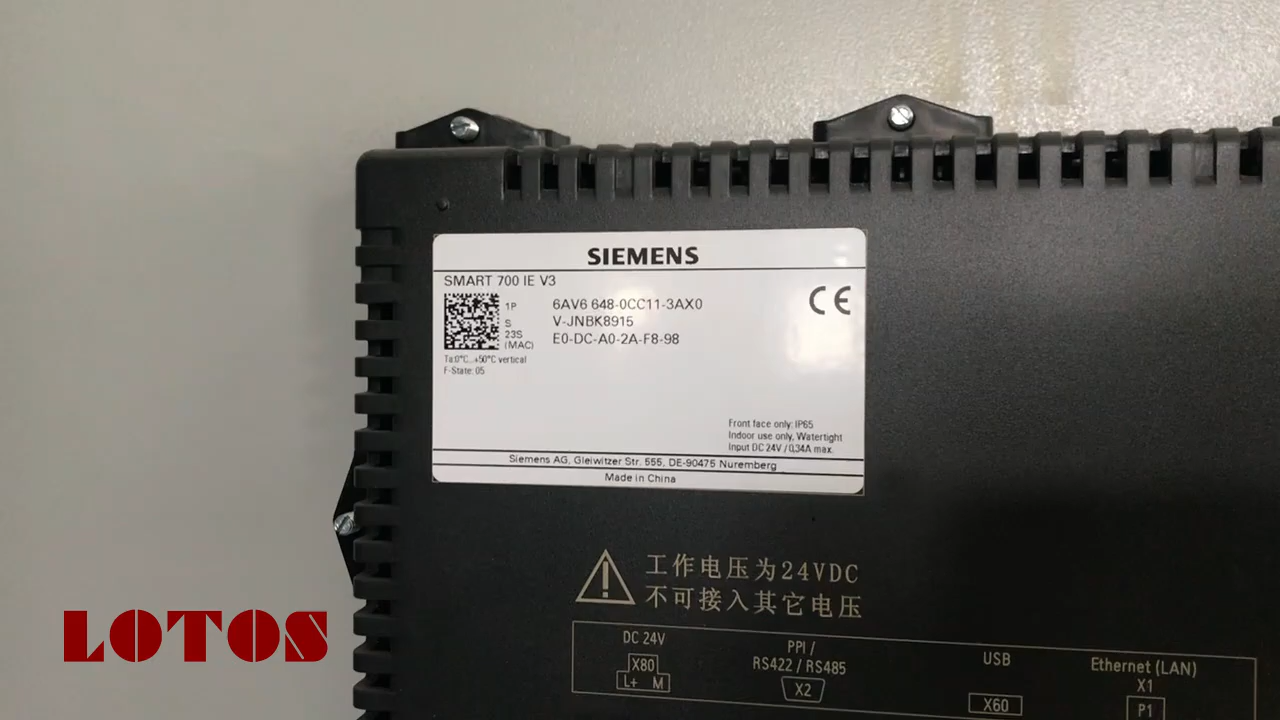 SIEMENS
SMART 700 IE V3
1P 6AV6 648-0CC11-3AX0
S V-JNBK8915
23S (MAC) E0-DC-A0-2A-F8-98
Ta:0°C...+50°C vertical
F-State: 05
CE
Front face only: IP65
Indoor use only, Watertight
Input DC 24V / 0,34A max.
Siemens AG, Gleiwitzer Str. 555, DE-90475 Nuremberg
Made in China
工作电压为24VDC
不可接入其它电压
DC 24V
X80
L+ M
PPI /
RS422 / RS485
X2
USB
X60
Ethernet (LAN)
X1
P1
LOTOS